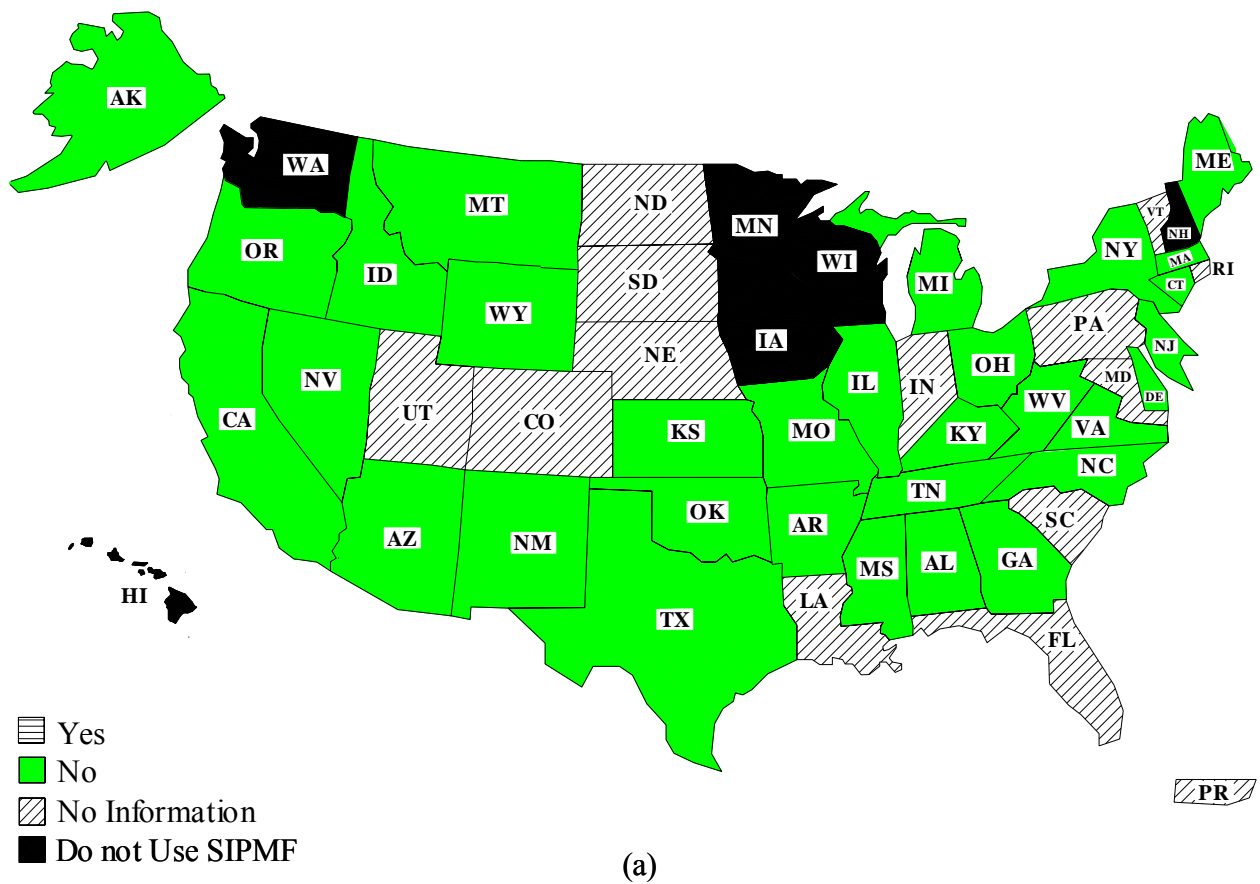 AK
WA
MT
ND
MN
ME
VT
NH
OR
ID
SD
WI
NY
MA
RI
MI
CT
WY
PA
NE
IA
NJ
NV
OH
IL
IN
MD
DE
CA
UT
CO
WV
KS
MO
KY
VA
NC
TN
OK
AR
SC
AZ
NM
MS
AL
GA
HI
LA
TX
FL
Yes
No
No Information
PR
Do not Use SIPMF
(a)